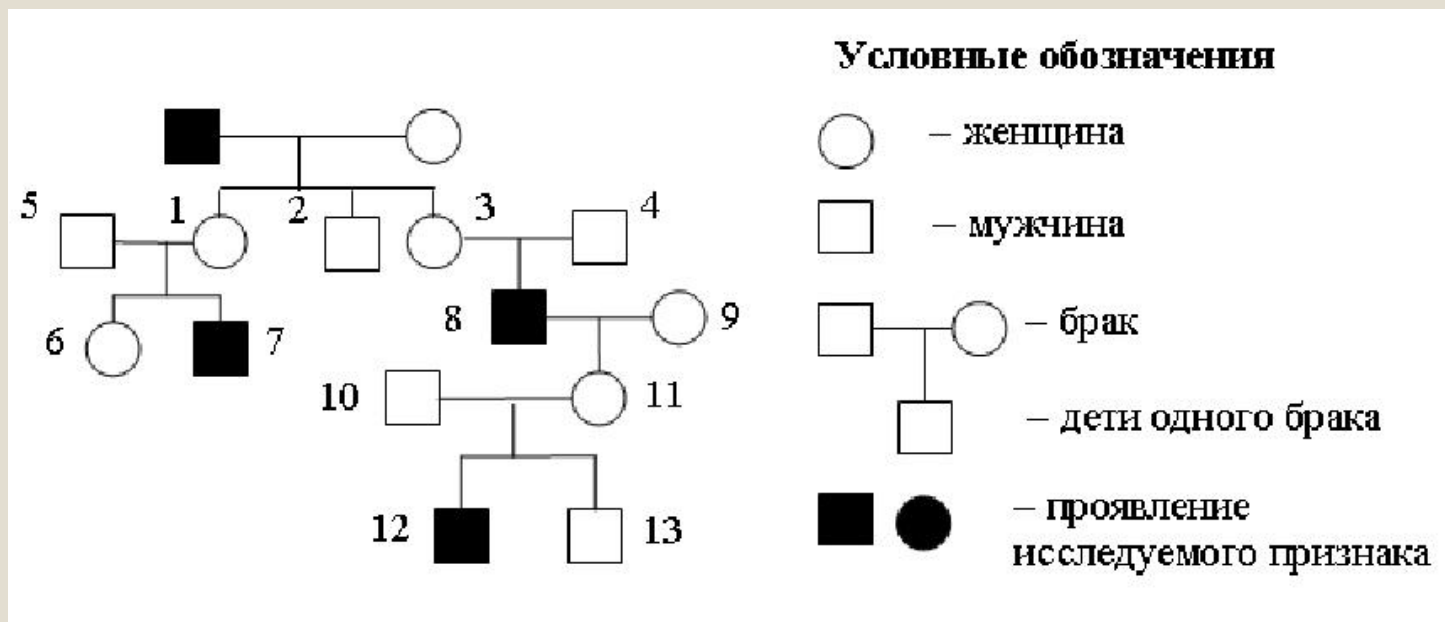 Условные обозначения
– женщина
– мужчина
– брак
– дети одного брака
– проявление
исследуемого признака
5 1 2 3 4
6 7 8 9
10 11
12 13